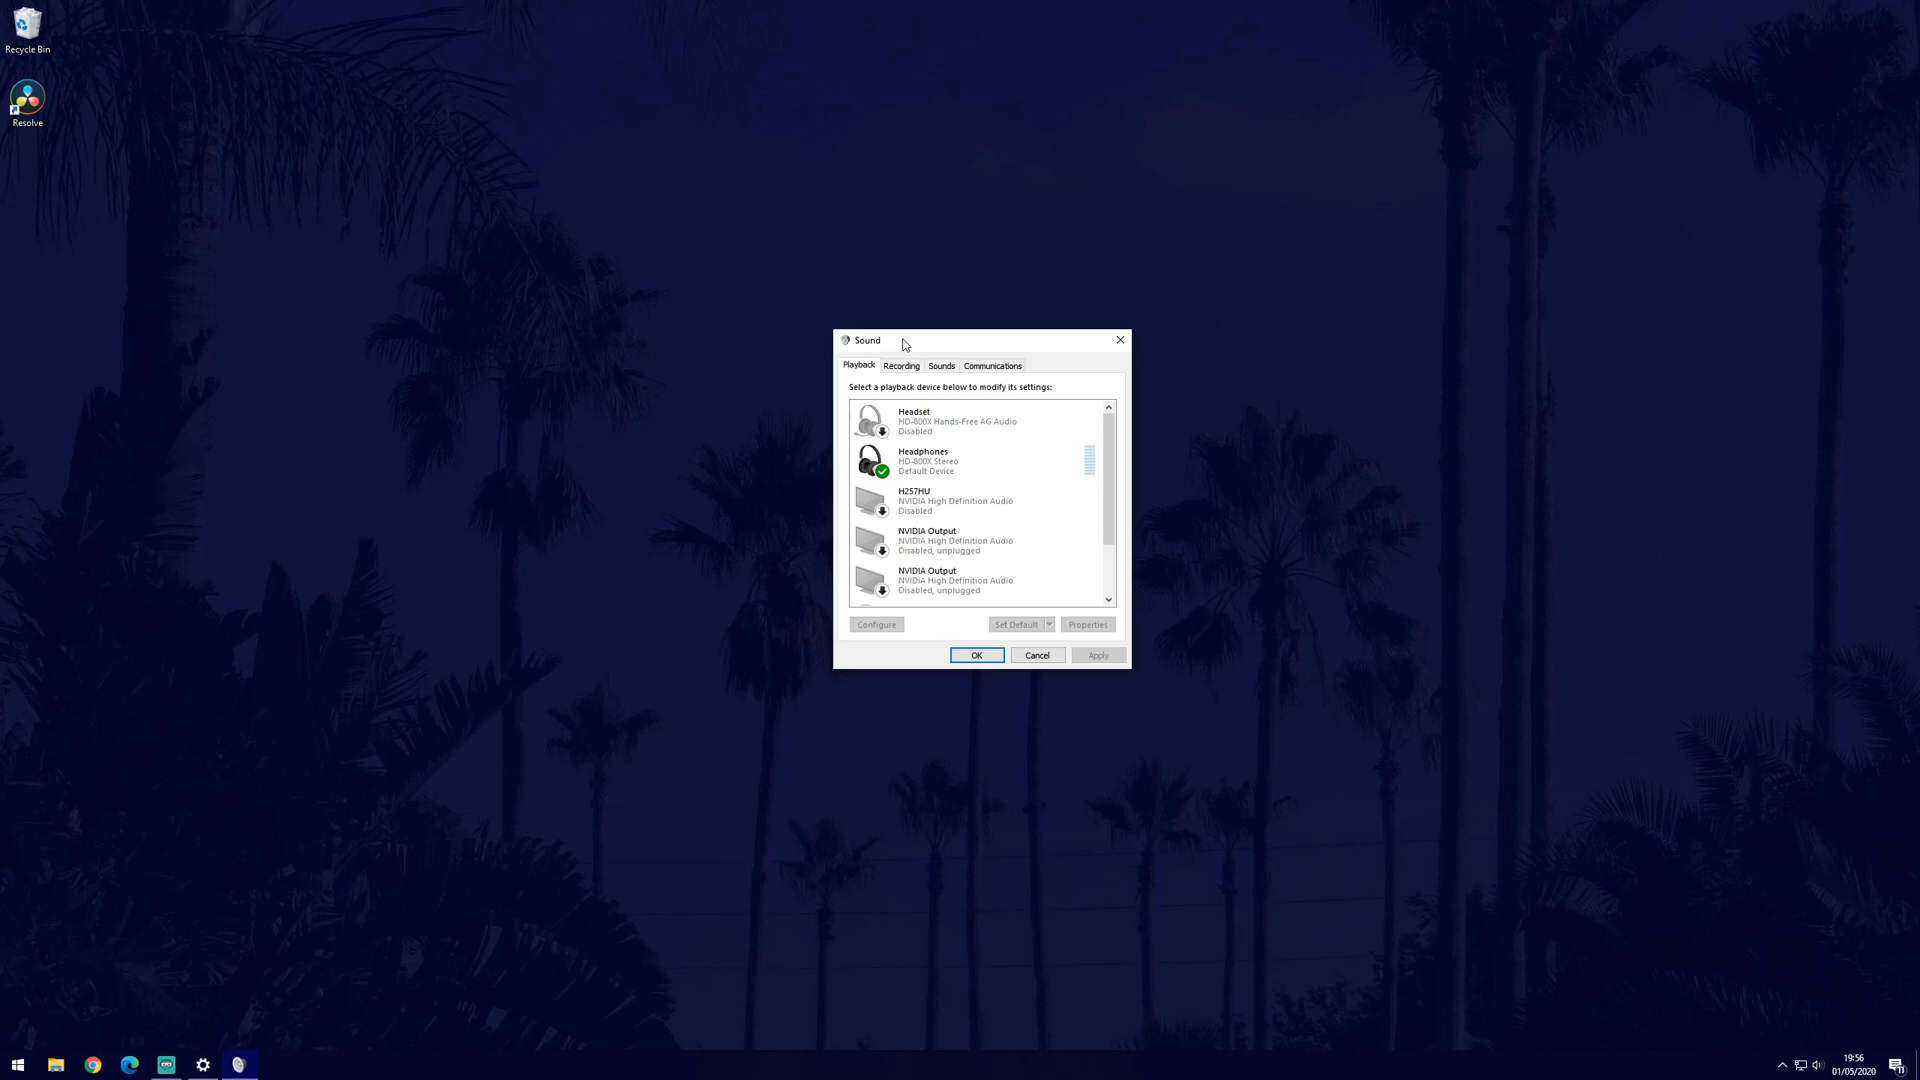 Recycle Bin
Resolve
Sound
Playback Recording Sounds Communications
Select a playback device below to modify its settings:
Headset
HD-800X Hands-Free AG Audio
Disabled
Headphones
HD-800X Stereo
Default Device
H257HU
NVIDIA High Definition Audio
Disabled
NVIDIA Output
NVIDIA High Definition Audio
Disabled, unplugged
NVIDIA Output
NVIDIA High Definition Audio
Disabled, unplugged
Configure Set Default Properties
OK Cancel Apply
19:56
01/05/2020
11